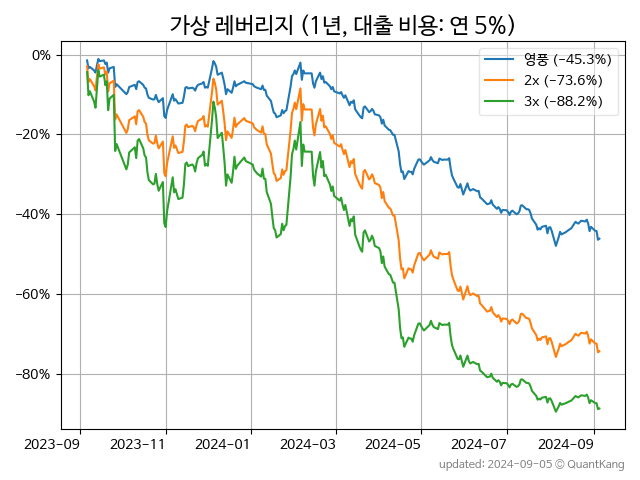 가상 레버리지 (1년, 대출 비용: 연 5%)
영풍 (−45.3%)
2x (−73.6%)
3x (−88.2%)
0%
−20%
−40%
−60%
−80%
2023-09 2023-11 2024-01 2024-03 2024-05 2024-07 2024-09
updated: 2024-09-05 © QuantKang